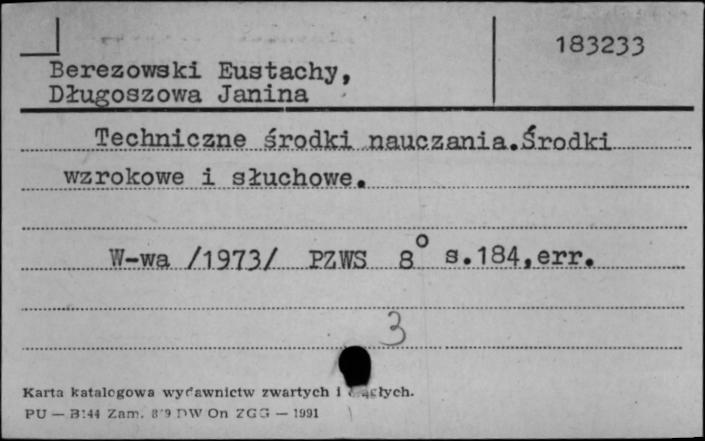 183233
Berezowski Eustachy,
Długoszowa Janina
Techniczne środki nauczania.Środki
wzrokowe i słuchowe.
W-wa /1973/ PZWS 8° s.184,err.
3
Karta katalogowa wydawnictw zwartych i ciągłych.
PU — Zam. DW On ZGG — 1991